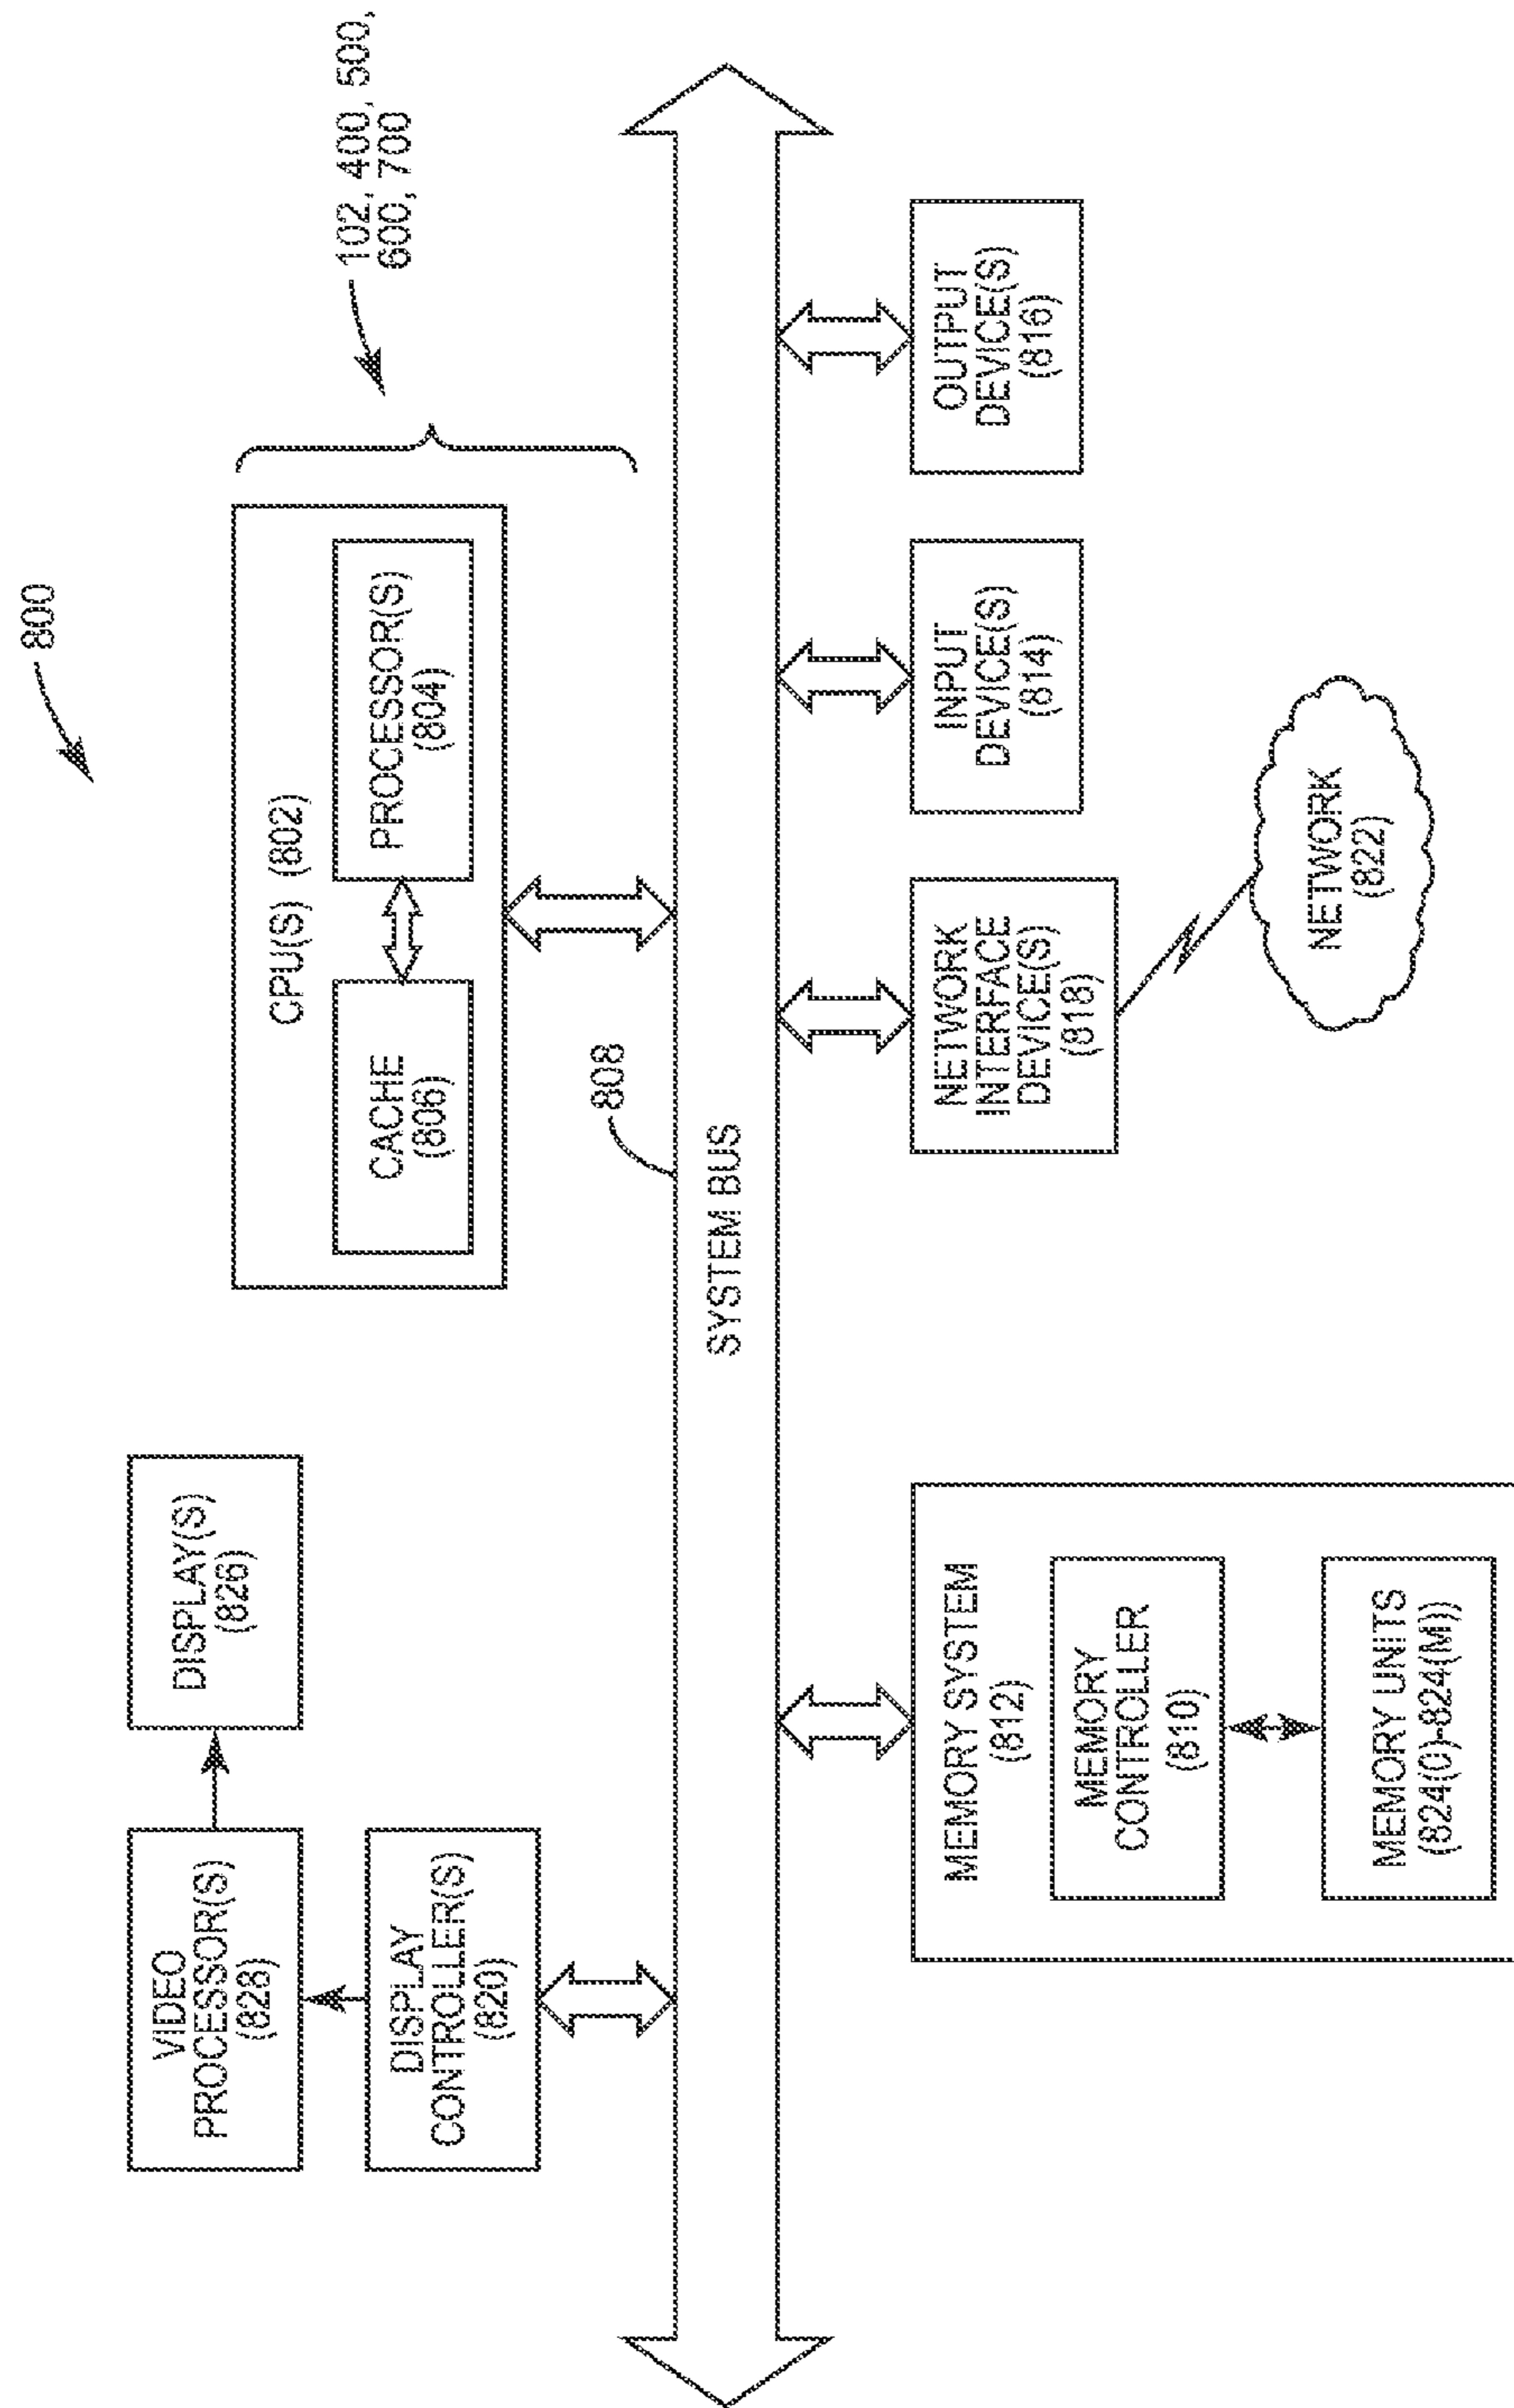 800
102, 400, 500,
600, 700
VIDEO
PROCESSOR(S)
(828)
DISPLAY(S)
(826)
DISPLAY
CONTROLLER(S)
(820)
CPU(S) (802)
CACHE
(806)
PROCESSOR(S)
(804)
808
SYSTEM BUS
MEMORY SYSTEM
(812)
MEMORY
CONTROLLER
(810)
MEMORY UNITS
(824(0)-824(M))
NETWORK
INTERFACE
DEVICE(S)
(818)
INPUT
DEVICE(S)
(814)
OUTPUT
DEVICE(S)
(816)
NETWORK
(822)